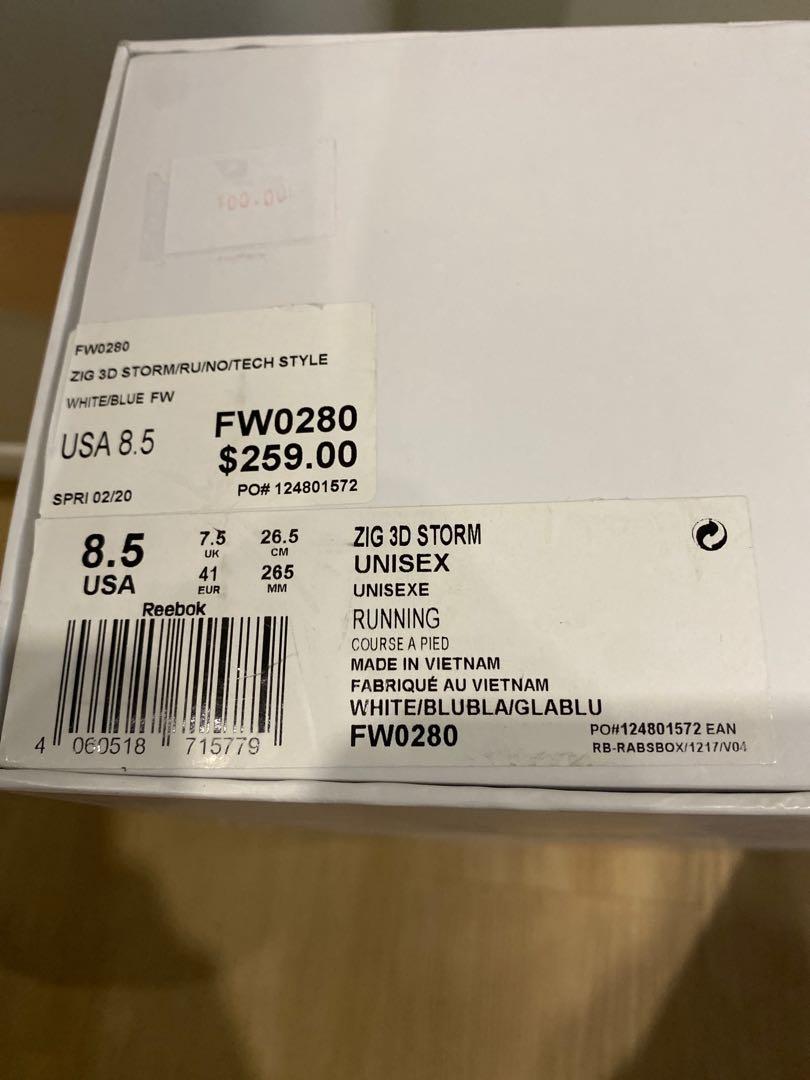 FW0280
ZIG 3D STORM/RU/NO/TECH STYLE
WHITE/BLUE FW
USA 8.5
FW0280
$259.00
SPRI 02/20
PO# 124801572
8.5
USA
7.5
UK
26.5
CM
41
EUR
265
MM
Reebok
4 060518 715779
ZIG 3D STORM
UNISEX
UNISEXE
RUNNING
COURSE A PIED
MADE IN VIETNAM
FABRIQUÉ AU VIETNAM
WHITE/BLUBLA/GLABLU
FW0280
PO#124801572 EAN
RB-RABSBOX/1217/V04